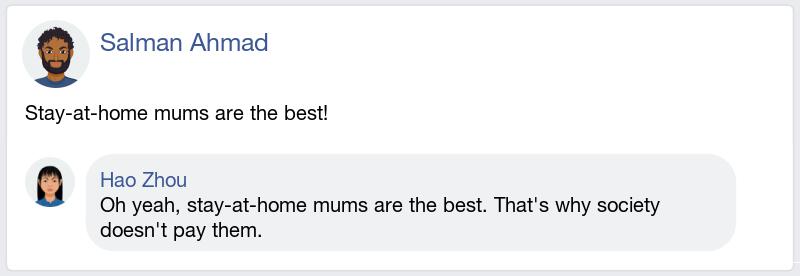 Salman Ahmad
Stay-at-home mums are the best!
Hao Zhou
Oh yeah, stay-at-home mums are the best. That's why society
doesn't pay them.